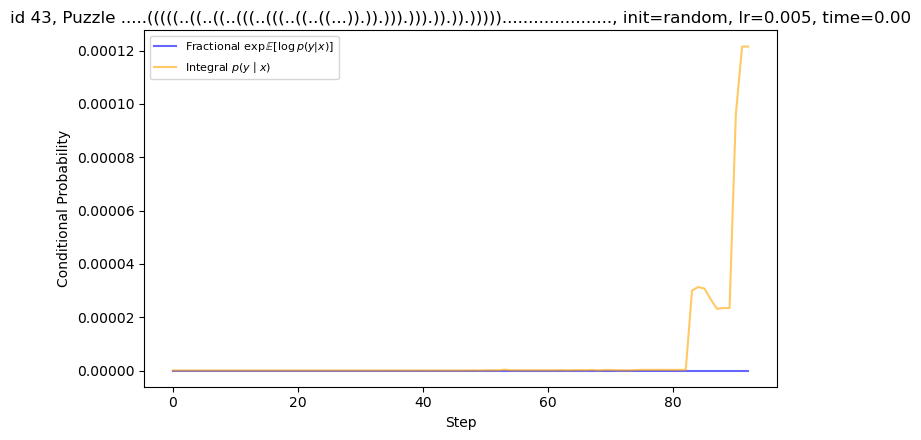 id 43, Puzzle .....(((((..((..((..(((..(((..((..((...)).)).))).))).)).)).)))))....................., init=random, lr=0.005, time=0.00
Fractional exp𝔼[log p(y|x)]
Integral p(y | x)
0.00012
0.00010
0.00008
0.00006
0.00004
0.00002
0.00000
Conditional Probability
0 20 40 60 80
Step